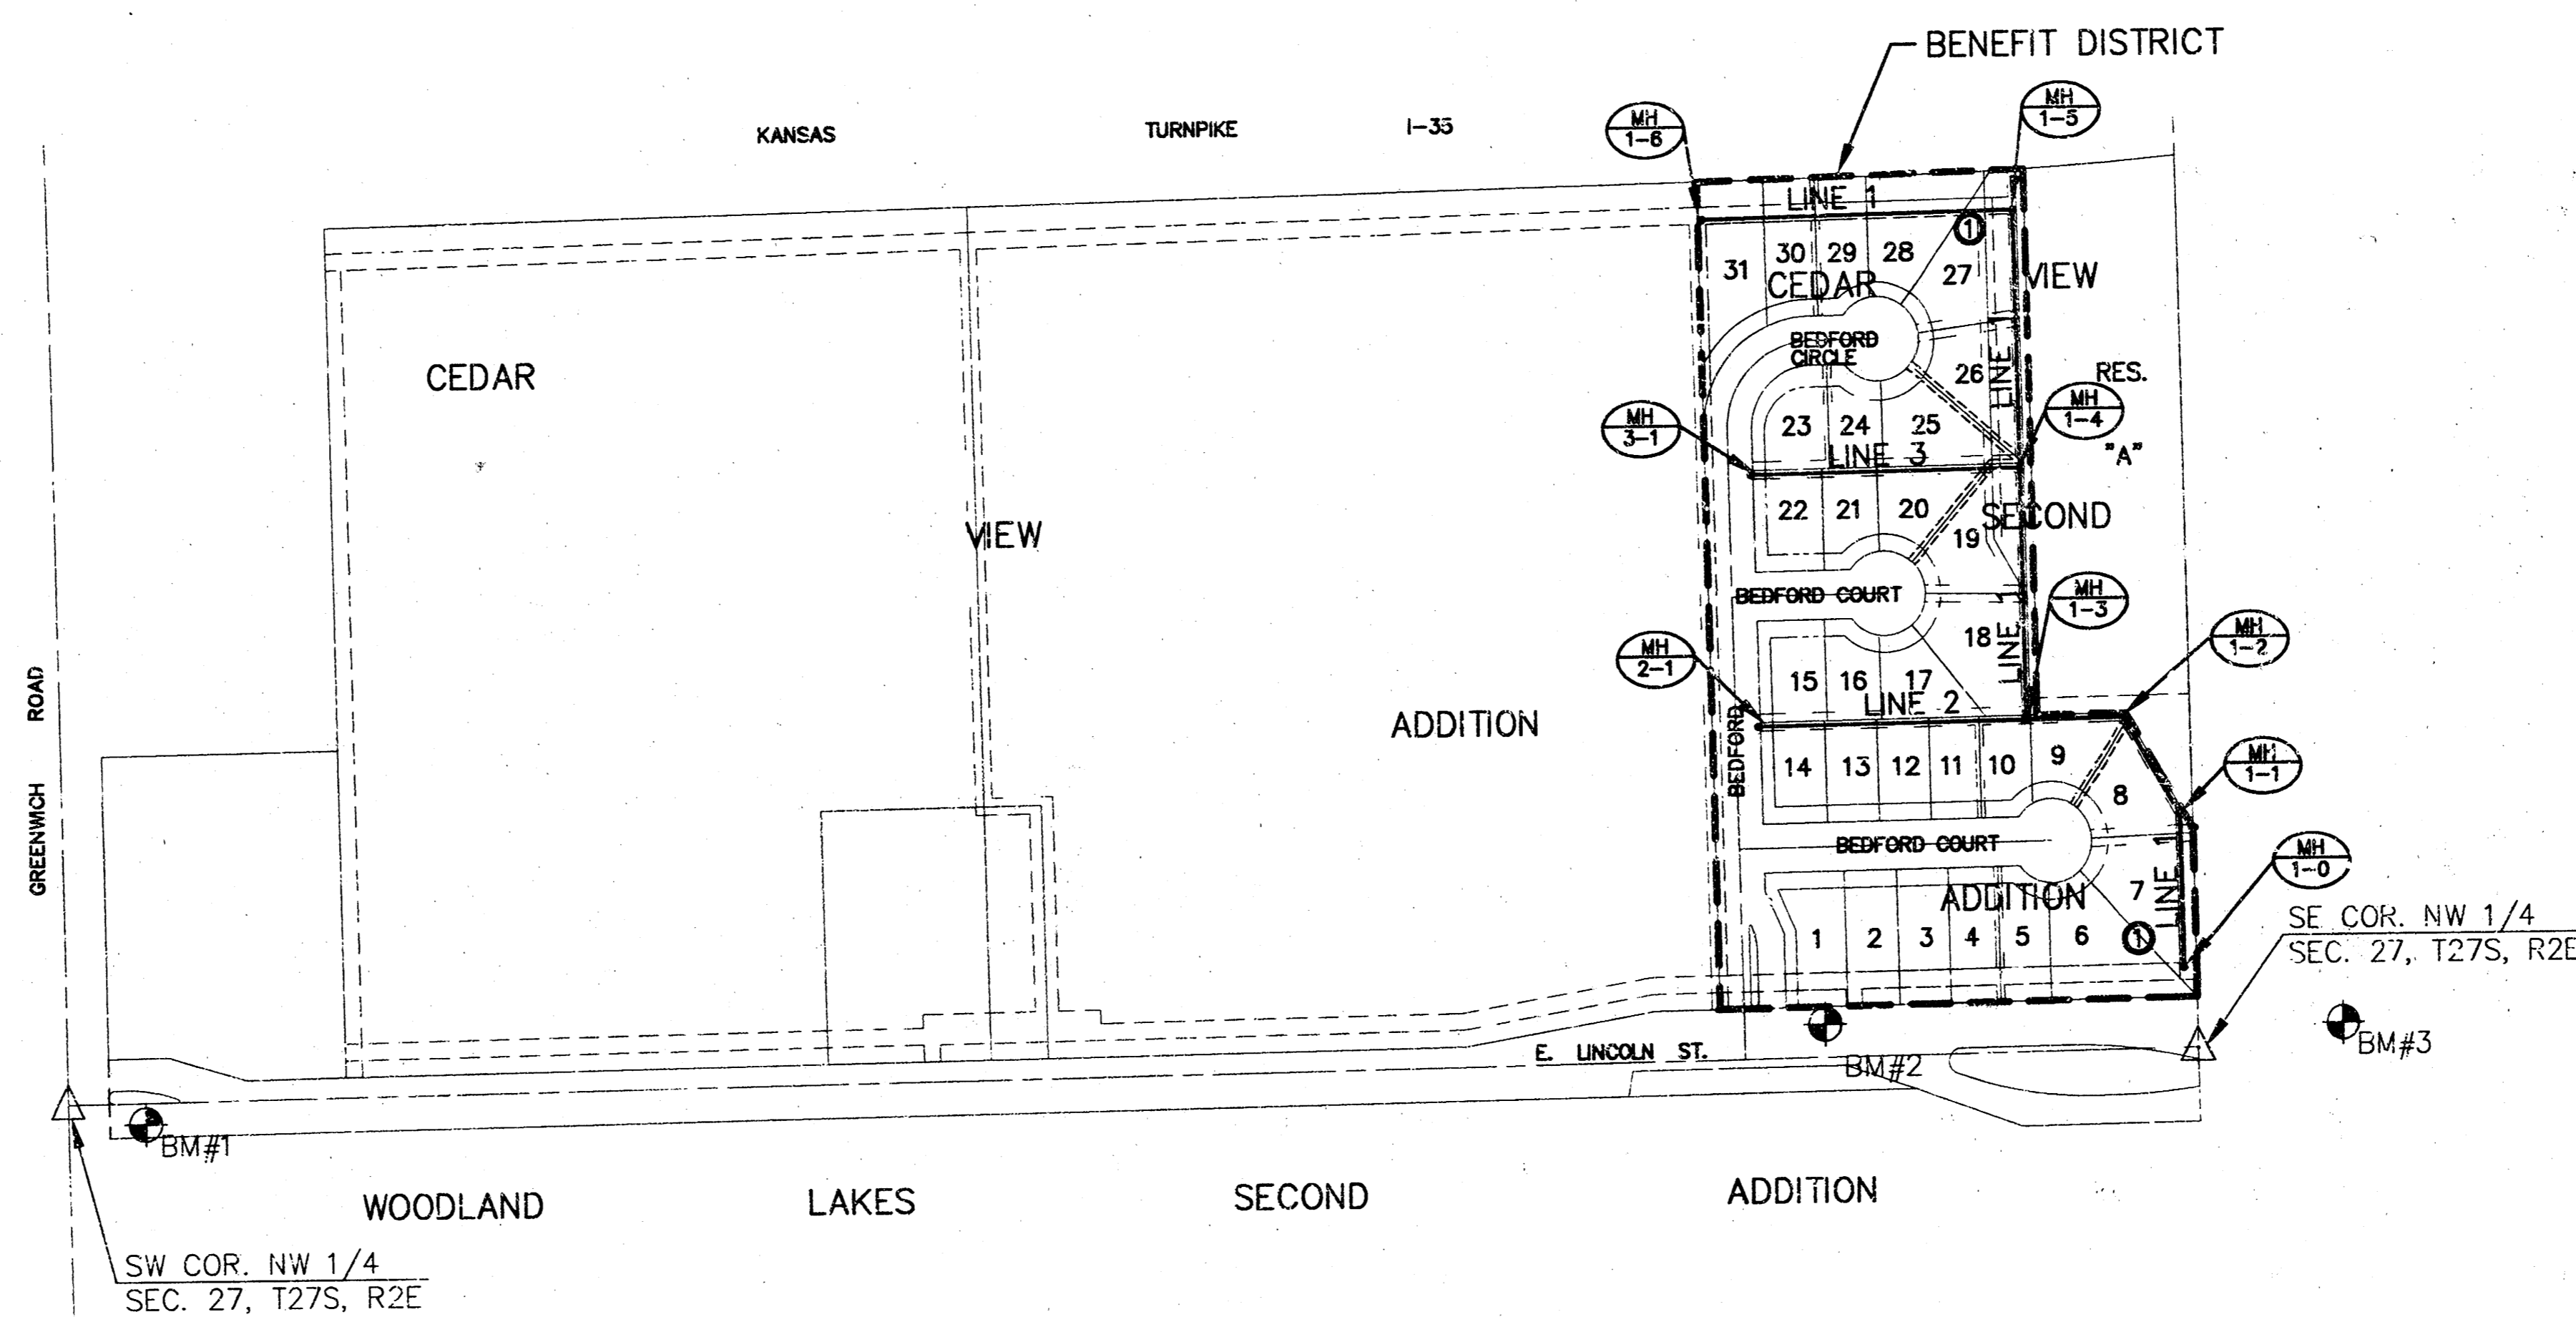 BENEFIT DISTRICT
KANSAS TURNPIKE I-35
MH
1-6
MH
1-5
LINE 1
1
31
30
29
28
27
CEDAR
VIEW
BEDFORD
CIRCLE
26
LINE 1
RES.
"A"
MH
1-4
MH
3-1
23
24
25
LINE 3
22
21
20
19
SECOND
BEDFORD COURT
MH
1-3
MH
1-2
MH
2-1
18
LINE 1
15
16
17
LINE 2
BEDFORD
14
13
12
11
10
9
8
MH
1-1
BEDFORD COURT
MH
1-0
ADDITION
7
LINE 1
1
2
3
4
5
6
1
SE COR. NW 1/4
SEC. 27, T27S, R2E
CEDAR
VIEW
ADDITION
GREENWICH ROAD
E. LINCOLN ST.
BM#1
BM#2
BM#3
WOODLAND LAKES SECOND ADDITION
SW COR. NW 1/4
SEC. 27, T27S, R2E